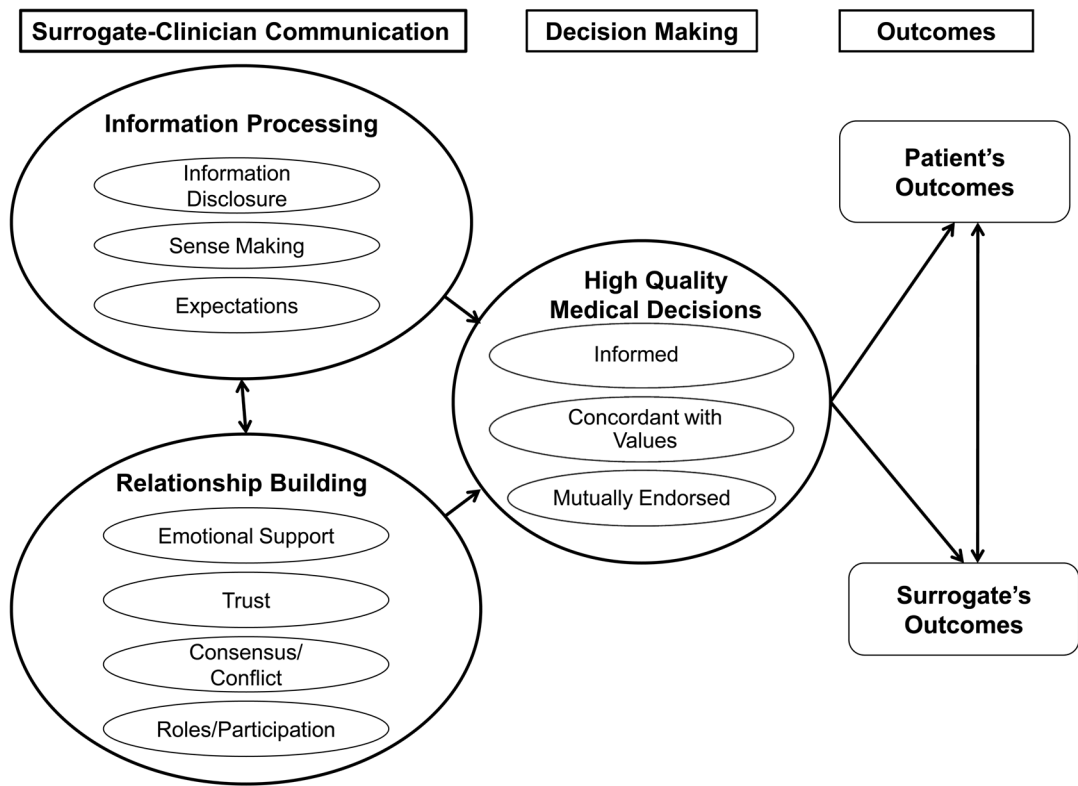 Surrogate-Clinician Communication
Decision Making
Outcomes
Information Processing
Information
Disclosure
Sense Making
Expectations
Relationship Building
Emotional Support
Trust
Consensus/
Conflict
Roles/Participation
High Quality
Medical Decisions
Informed
Concordant with
Values
Mutually Endorsed
Patient's
Outcomes
Surrogate's
Outcomes